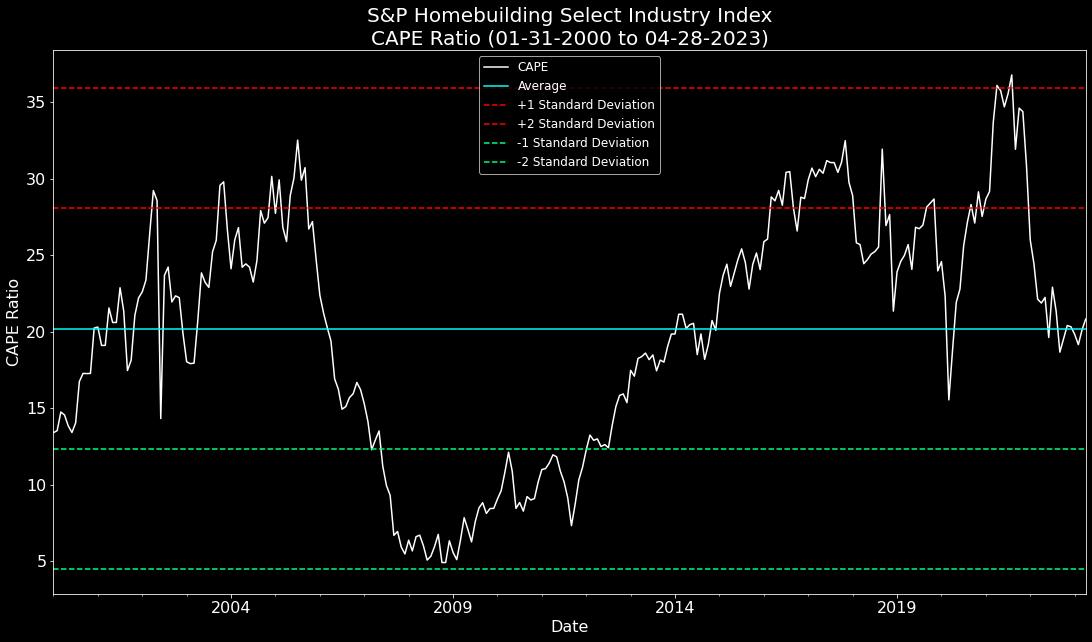 S&P Homebuilding Select Industry Index
CAPE Ratio (01-31-2000 to 04-28-2023)
CAPE
Average
+1 Standard Deviation
+2 Standard Deviation
-1 Standard Deviation
-2 Standard Deviation
CAPE Ratio
35
30
25
20
15
10
5
2004
2009
2014
2019
Date